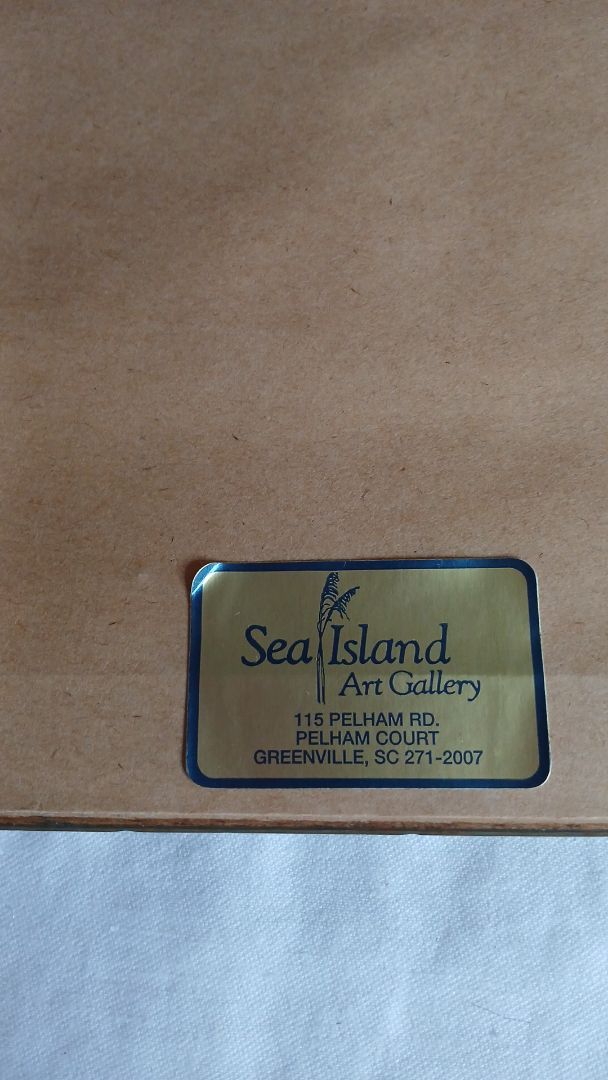 Sea Island
Art Gallery
115 PELHAM RD.
PELHAM COURT
GREENVILLE, SC 271-2007